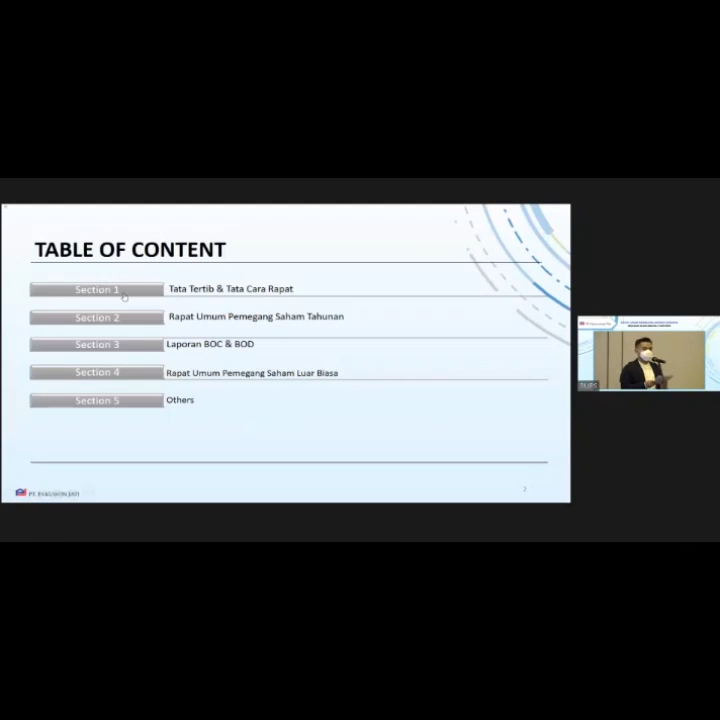 TABLE OF CONTENT
Section 1 Tata Tertib & Tata Cara Rapat
Section 2 Rapat Umum Pemegang Saham Tahunan
Section 3 Laporan BOC & BOD
Section 4 Rapat Umum Pemegang Saham Luar Biasa
Section 5 Others
2